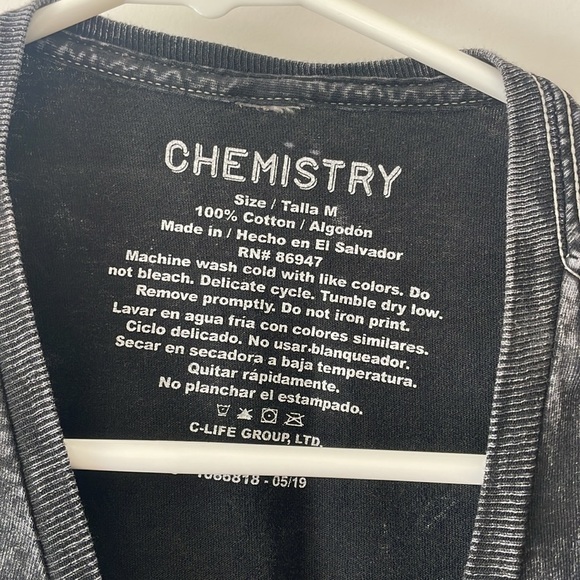 CHEMISTRY
Size / Talla M
100% Cotton / Algodón
Made in / Hecho en El Salvador
RN# 86947
Machine wash cold with like colors. Do
not bleach. Delicate cycle. Tumble dry low.
Remove promptly. Do not iron print.
Lavar en agua fria con colores similares.
Ciclo delicado. No usar blanqueador.
Secar en secadora a baja temperatura.
Quitar rápidamente.
No planchar el estampado.
C-LIFE GROUP, LTD.
1086818 - 05/19